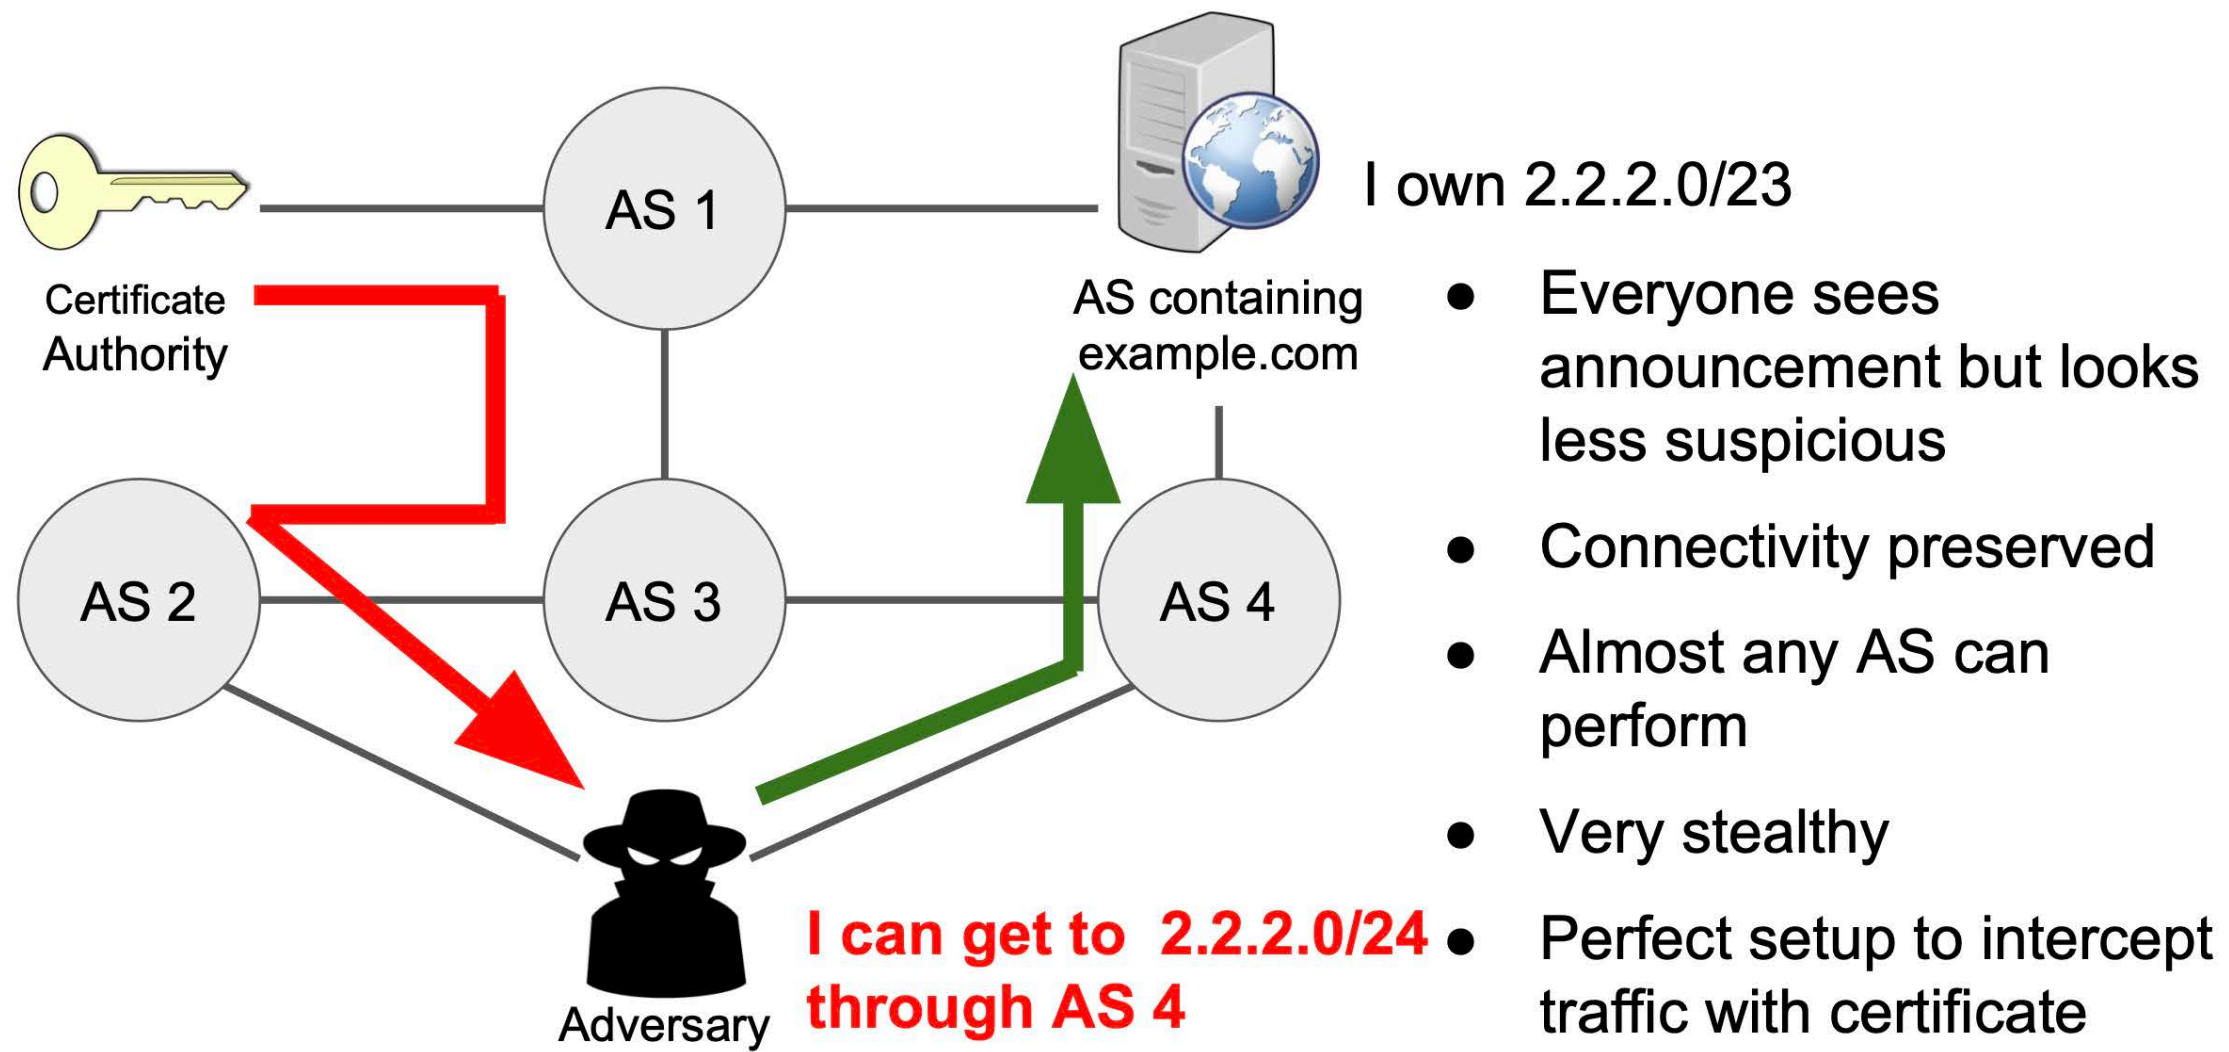 AS 1
I own 2.2.2.0/23
Certificate
Authority
AS containing
example.com
● Everyone sees
announcement but looks
less suspicious
● Connectivity preserved
AS 2
AS 3
AS 4
● Almost any AS can
perform
● Very stealthy
I can get to 2.2.2.0/24
through AS 4
Adversary
● Perfect setup to intercept
traffic with certificate